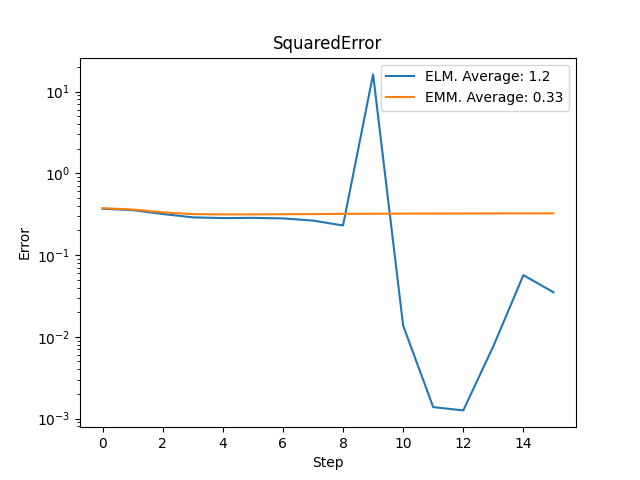 SquaredError
ELM. Average: 1.2
EMM. Average: 0.33
Error
10¹
10⁰
10⁻¹
10⁻²
10⁻³
0 2 4 6 8 10 12 14
Step